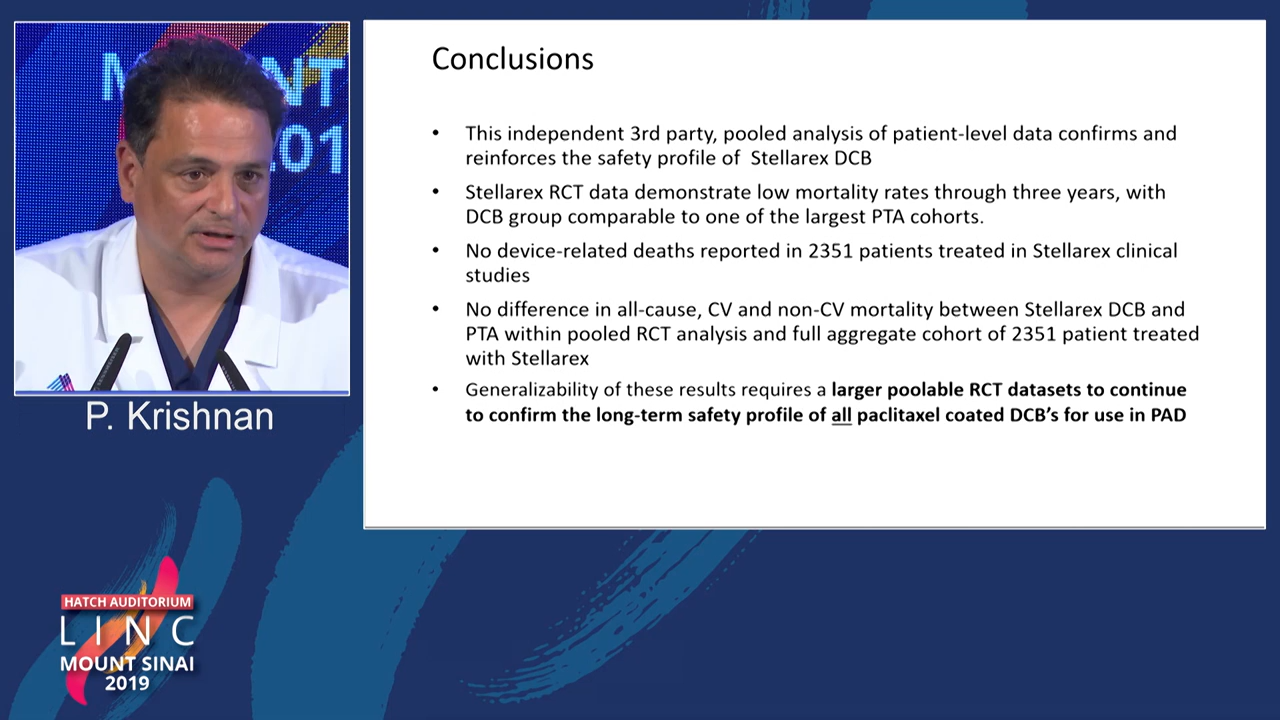 M NT
201
P. Krishnan
HATCH AUDITORIUM
LINC
MOUNT SINAI
2019
Conclusions
• This independent 3rd party, pooled analysis of patient-level data confirms and
reinforces the safety profile of Stellarex DCB
• Stellarex RCT data demonstrate low mortality rates through three years, with
DCB group comparable to one of the largest PTA cohorts.
• No device-related deaths reported in 2351 patients treated in Stellarex clinical
studies
• No difference in all-cause, CV and non-CV mortality between Stellarex DCB and
PTA within pooled RCT analysis and full aggregate cohort of 2351 patient treated
with Stellarex
• Generalizability of these results requires a larger poolable RCT datasets to continue
to confirm the long-term safety profile of all paclitaxel coated DCB’s for use in PAD